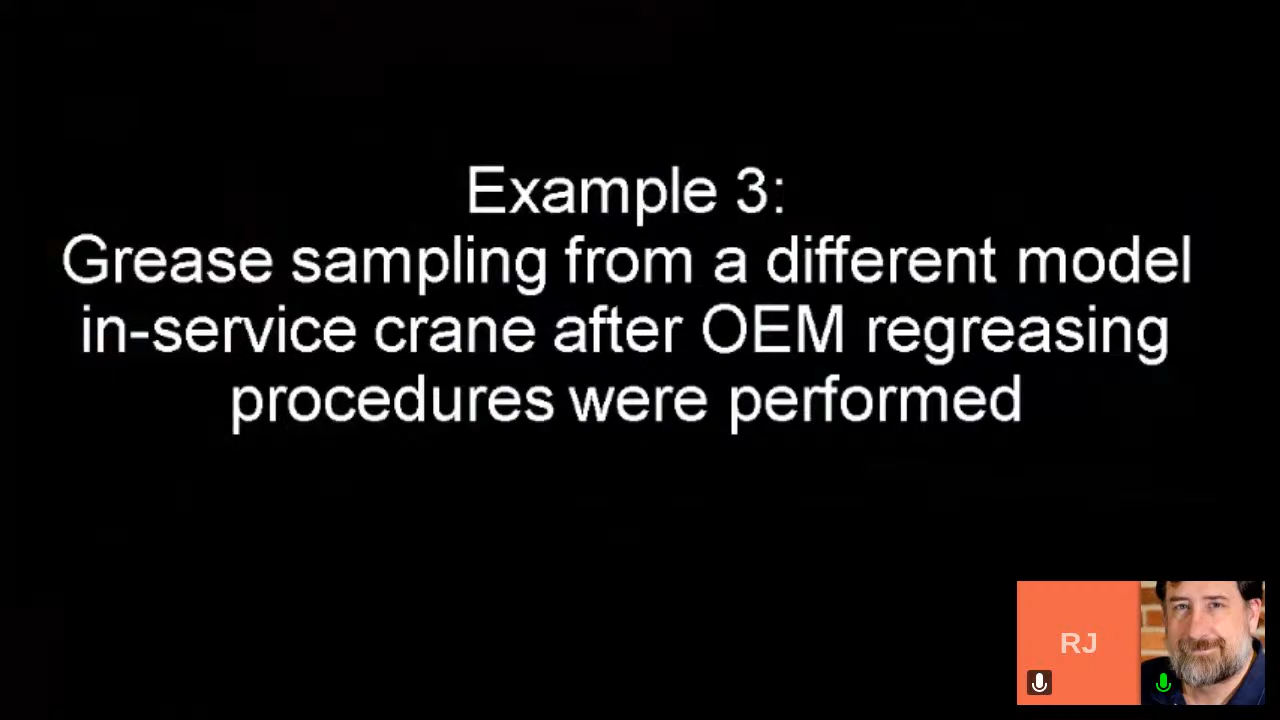 Example 3:
Grease sampling from a different model
in-service crane after OEM regreasing
procedures were performed
RJ